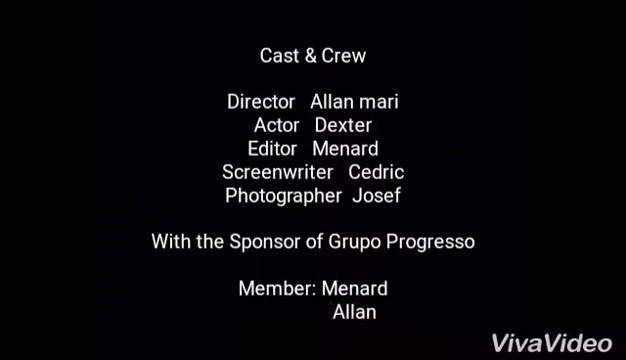 Cast & Crew
Director Allan mari
Actor Dexter
Editor Menard
Screenwriter Cedric
Photographer Josef
With the Sponsor of Grupo Progresso
Member: Menard
Allan
VivaVideo